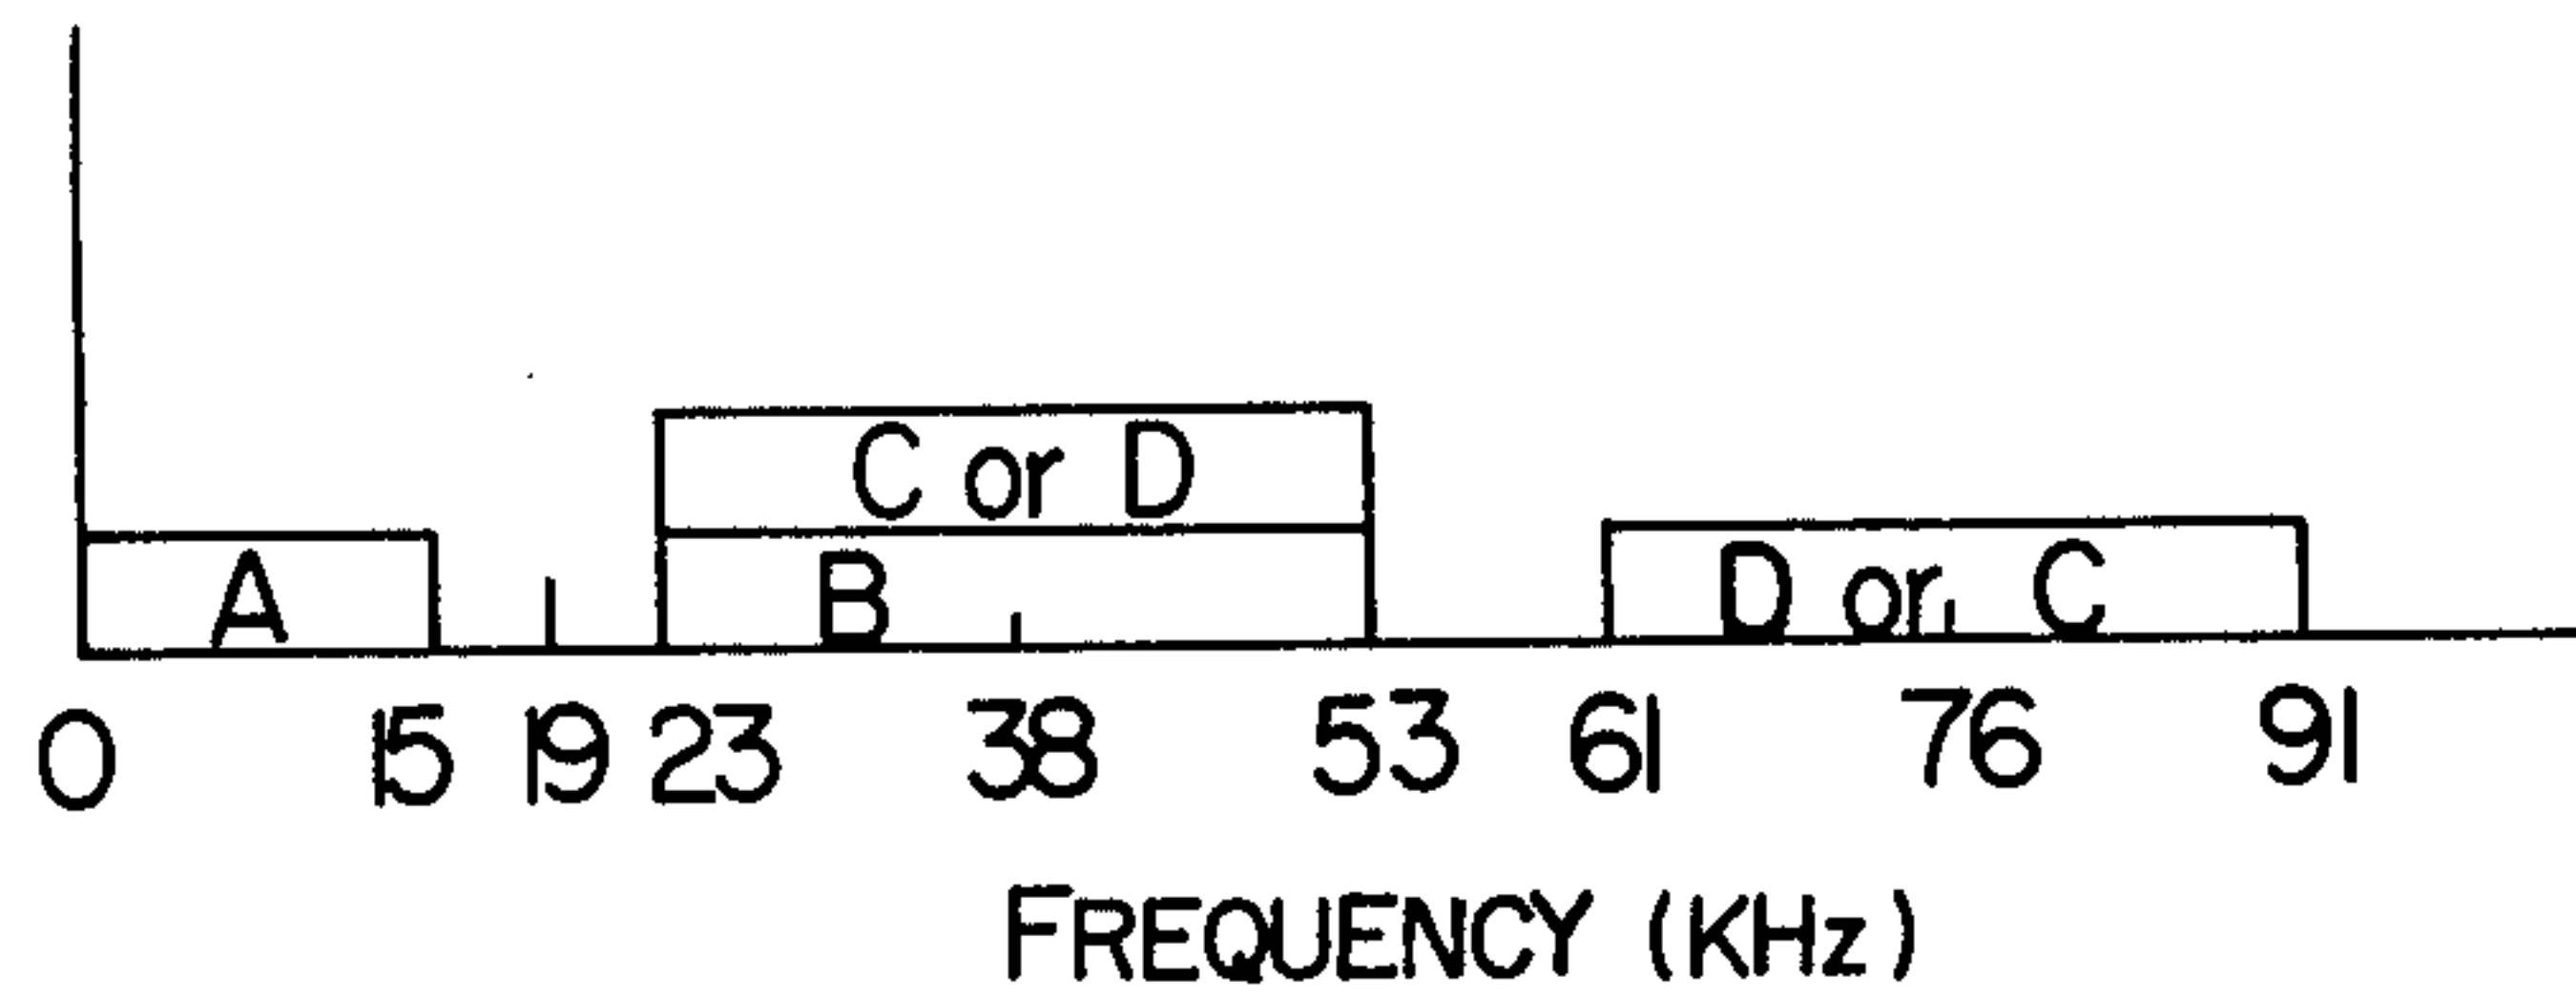 C or D
A B D or C
0 15 19 23 38 53 61 76 91
FREQUENCY (KHz)